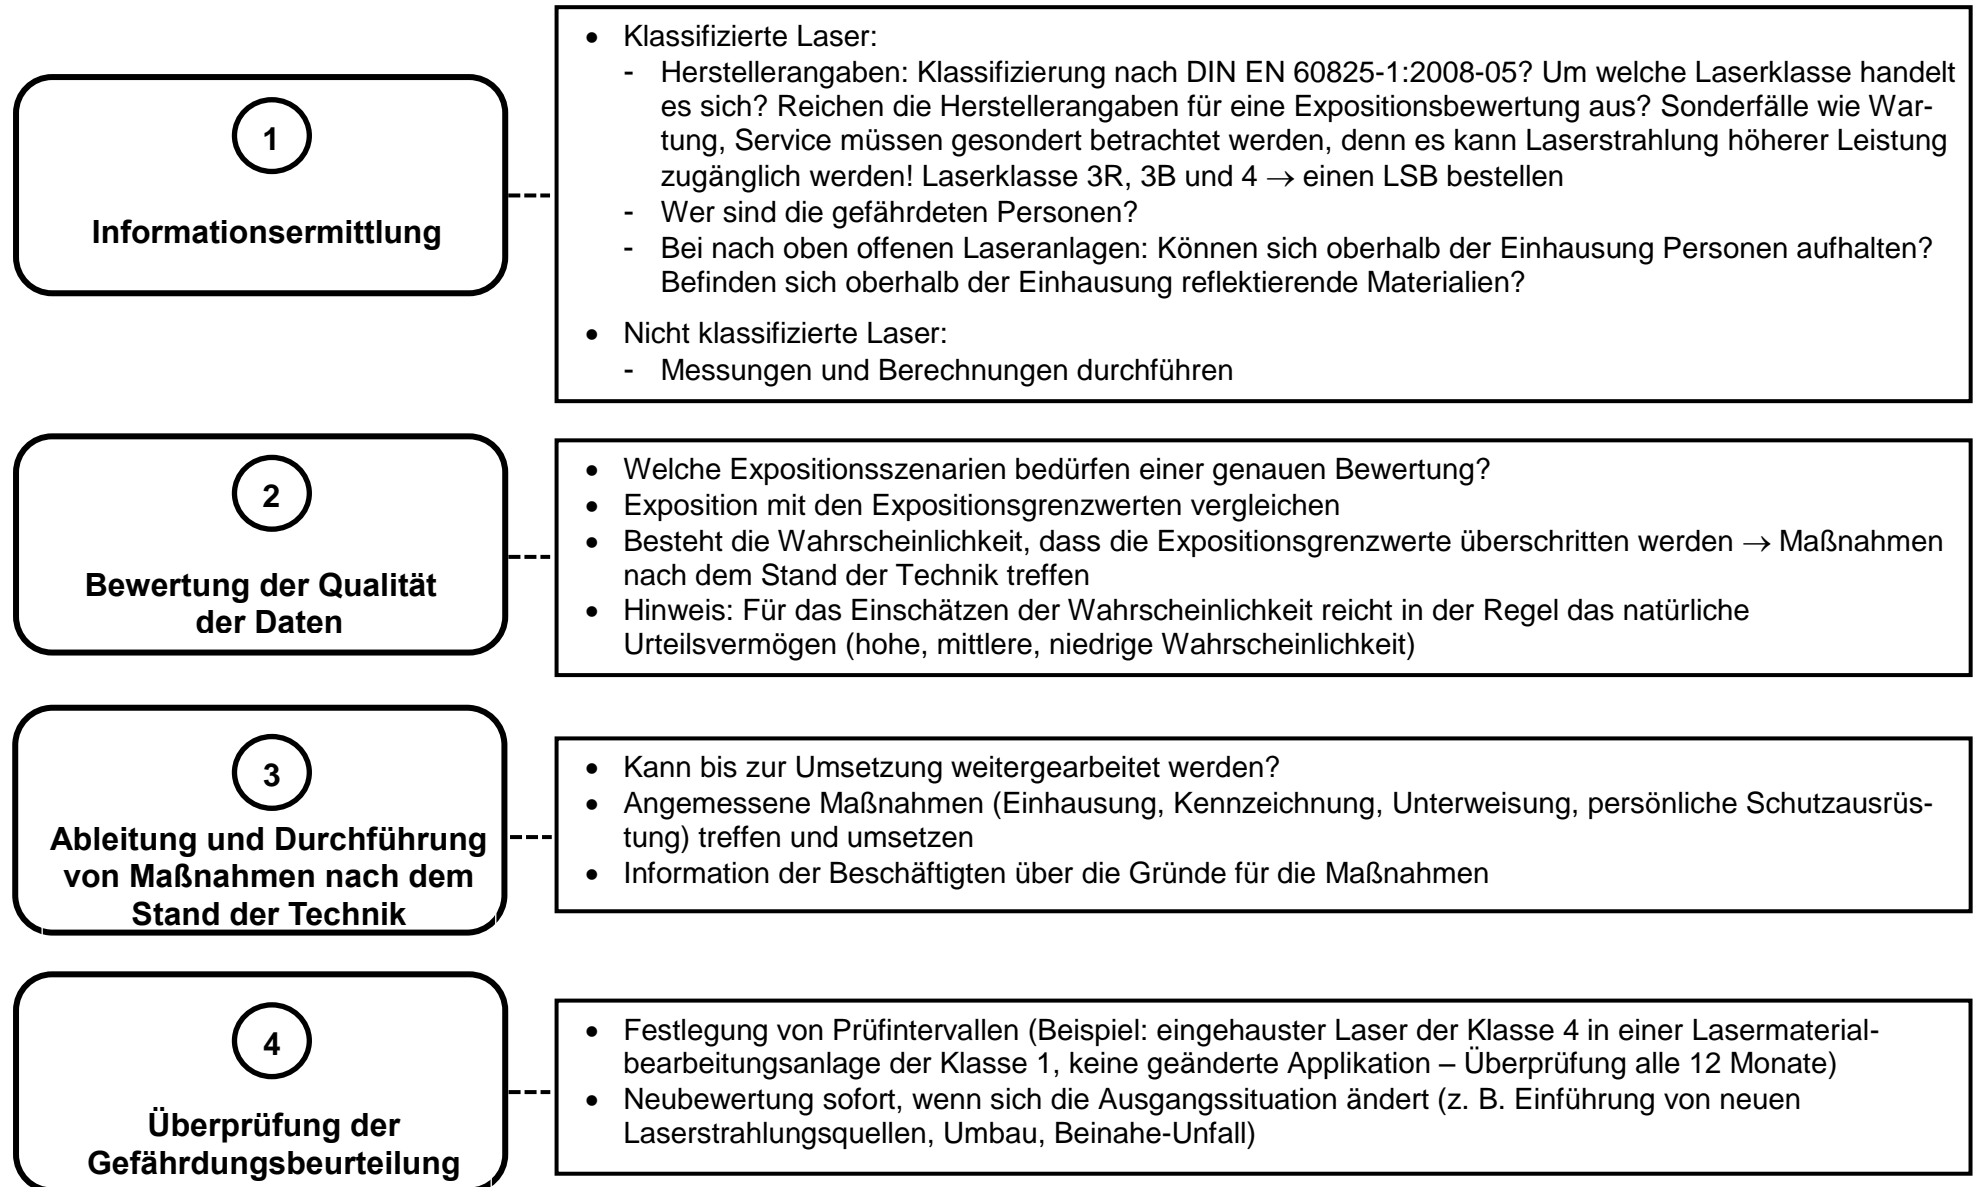 1
Informationsermittlung
• Klassifizierte Laser:
- Herstellerangaben: Klassifizierung nach DIN EN 60825-1:2008-05? Um welche Laserklasse handelt
es sich? Reichen die Herstellerangaben für eine Expositionsbewertung aus? Sonderfälle wie War-
tung, Service müssen gesondert betrachtet werden, denn es kann Laserstrahlung höherer Leistung
zugänglich werden! Laserklasse 3R, 3B und 4 → einen LSB bestellen
- Wer sind die gefährdeten Personen?
- Bei nach oben offenen Laseranlagen: Können sich oberhalb der Einhausung Personen aufhalten?
Befinden sich oberhalb der Einhausung reflektierende Materialien?
• Nicht klassifizierte Laser:
- Messungen und Berechnungen durchführen
2
Bewertung der Qualität
der Daten
• Welche Expositionsszenarien bedürfen einer genauen Bewertung?
• Exposition mit den Expositionsgrenzwerten vergleichen
• Besteht die Wahrscheinlichkeit, dass die Expositionsgrenzwerte überschritten werden → Maßnahmen
nach dem Stand der Technik treffen
• Hinweis: Für das Einschätzen der Wahrscheinlichkeit reicht in der Regel das natürliche
Urteilsvermögen (hohe, mittlere, niedrige Wahrscheinlichkeit)
3
Ableitung und Durchführung
von Maßnahmen nach dem
Stand der Technik
• Kann bis zur Umsetzung weitergearbeitet werden?
• Angemessene Maßnahmen (Einhausung, Kennzeichnung, Unterweisung, persönliche Schutzausrüs-
tung) treffen und umsetzen
• Information der Beschäftigten über die Gründe für die Maßnahmen
4
Überprüfung der
Gefährdungsbeurteilung
• Festlegung von Prüfintervallen (Beispiel: eingehauster Laser der Klasse 4 in einer Lasermaterial-
bearbeitungsanlage der Klasse 1, keine geänderte Applikation – Überprüfung alle 12 Monate)
• Neubewertung sofort, wenn sich die Ausgangssituation ändert (z. B. Einführung von neuen
Laserstrahlungsquellen, Umbau, Beinahe-Unfall)